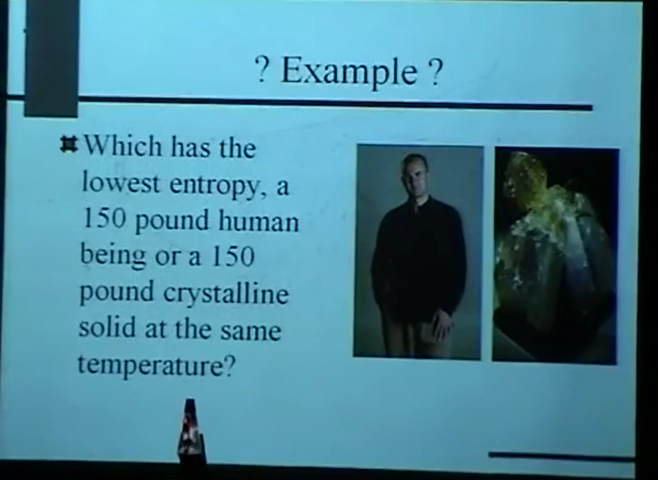 ? Example ?
Which has the
lowest entropy, a
150 pound human
being or a 150
pound crystalline
solid at the same
temperature?